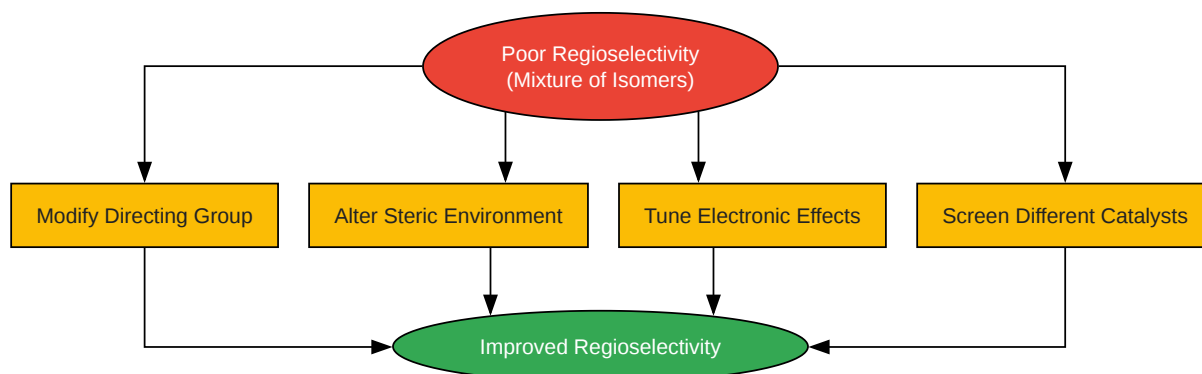 Poor Regioselectivity
(Mixture of Isomers)
Modify Directing Group
Alter Steric Environment
Tune Electronic Effects
Screen Different Catalysts
Improved Regioselectivity